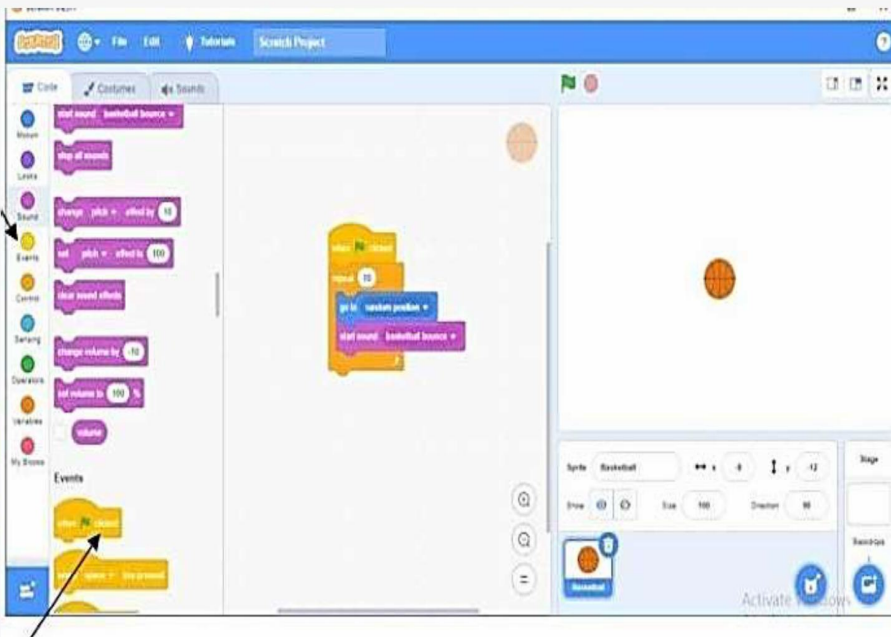 SCRATCH File Edit Tutorials Scratch Project
Code Costumes Sounds
Motion
Looks
Sound
Events
Control
Sensing
Operators
Variables
My Blocks
start sound basketball bounce
stop all sounds
change pitch effect by 10
set pitch effect to 100
clear sound effects
change volume by -10
set volume to 100 %
volume
Events
when clicked
when space key pressed
when clicked
repeat 10
go to random position
start sound basketball bounce
Sprite Basketball x y -12
Show Size 100 Direction 90
Basketball
Stage
Backdrops
Activate Windows